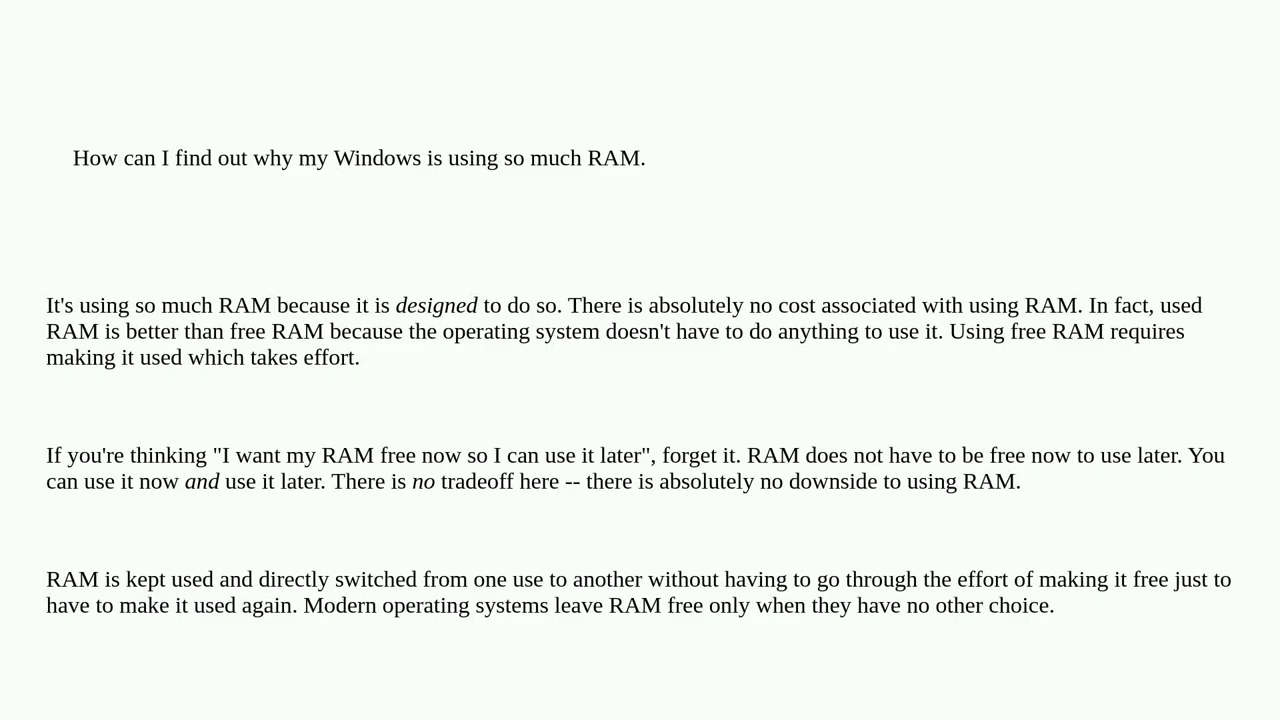 How can I find out why my Windows is using so much RAM.
It's using so much RAM because it is designed to do so. There is absolutely no cost associated with using RAM. In fact, used
RAM is better than free RAM because the operating system doesn't have to do anything to use it. Using free RAM requires
making it used which takes effort.
If you're thinking "I want my RAM free now so I can use it later", forget it. RAM does not have to be free now to use later. You
can use it now and use it later. There is no tradeoff here -- there is absolutely no downside to using RAM.
RAM is kept used and directly switched from one use to another without having to go through the effort of making it free just to
have to make it used again. Modern operating systems leave RAM free only when they have no other choice.